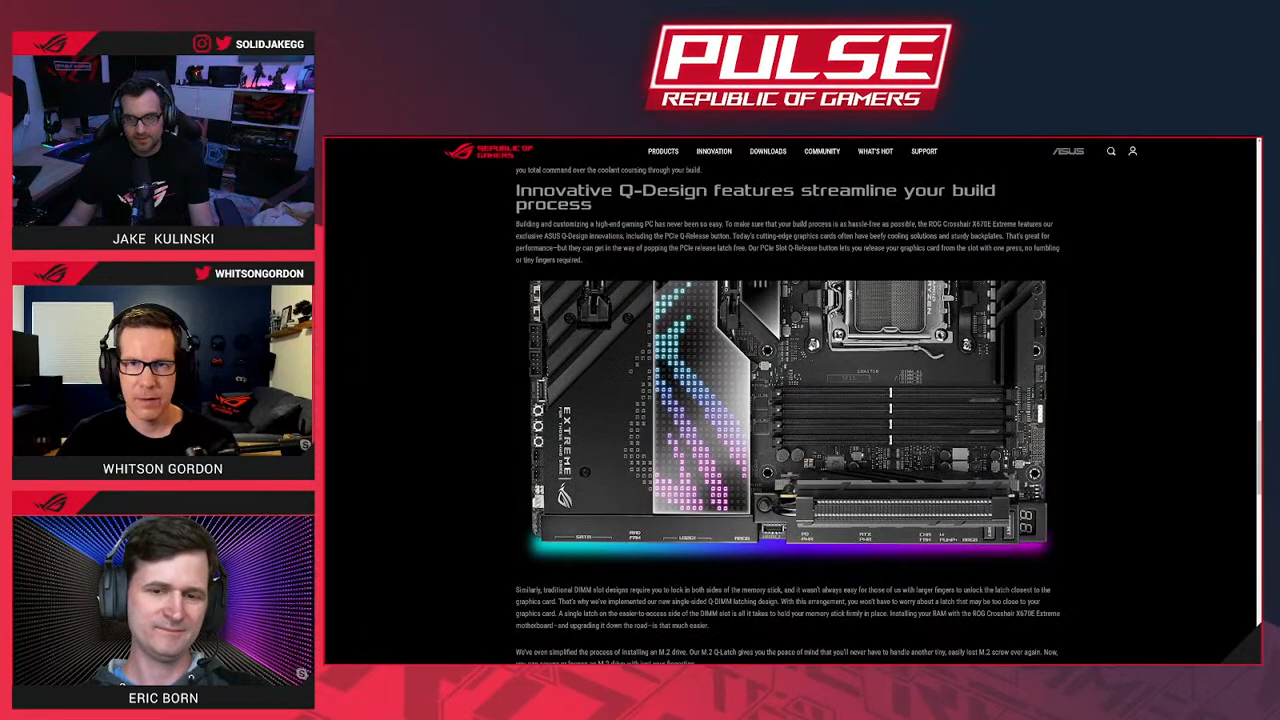 SOLIDJAKEGG
JAKE KULINSKI
WHITSONGORDON
WHITSON GORDON
ERIC BORN
PULSE
REPUBLIC OF GAMERS
REPUBLIC OF
GAMERS
PRODUCTS INNOVATION DOWNLOADS COMMUNITY WHAT'S HOT SUPPORT
ASUS
you total command over the coolant coursing through your build.
Innovative Q-Design features streamline your build
process
Building and customizing a high-end gaming PC has never been so easy. To make sure that your build process is as hassle-free as possible, the ROG Crosshair X670E Extreme features our
exclusive ASUS Q-Design innovations, including the PCIe Q-Release button. Today's cutting-edge graphics cards often have beefy cooling solutions and sturdy backplates. That's great for
performance—but they can get in the way of popping the PCIe release latch free. Our PCIe Slot Q-Release button lets you release your graphics card from the slot with one press, no fumbling
or tiny fingers required.
EXTREME
SATA
RAD
FAN
ARGB
ATX
PWR
CHA
FAN
Similarly, traditional DIMM slot designs require you to lock in both sides of the memory stick, and it wasn't always easy for those of us with larger fingers to unlock the latch closest to the
graphics card. That's why we've implemented our new single-sided Q-DIMM latching design. With this arrangement, you won't have to worry about a latch that may be too close to your
graphics card. A single latch on the easier-to-access side of the DIMM slot is all it takes to hold your memory stick firmly in place. Installing your RAM with the ROG Crosshair X670E Extreme
motherboard—and upgrading it down the road—is that much easier.
We've even simplified the process of installing an M.2 drive. Our M.2 Q-Latch gives you the peace of mind that you'll never have to handle another tiny, easily lost M.2 screw ever again. Now,